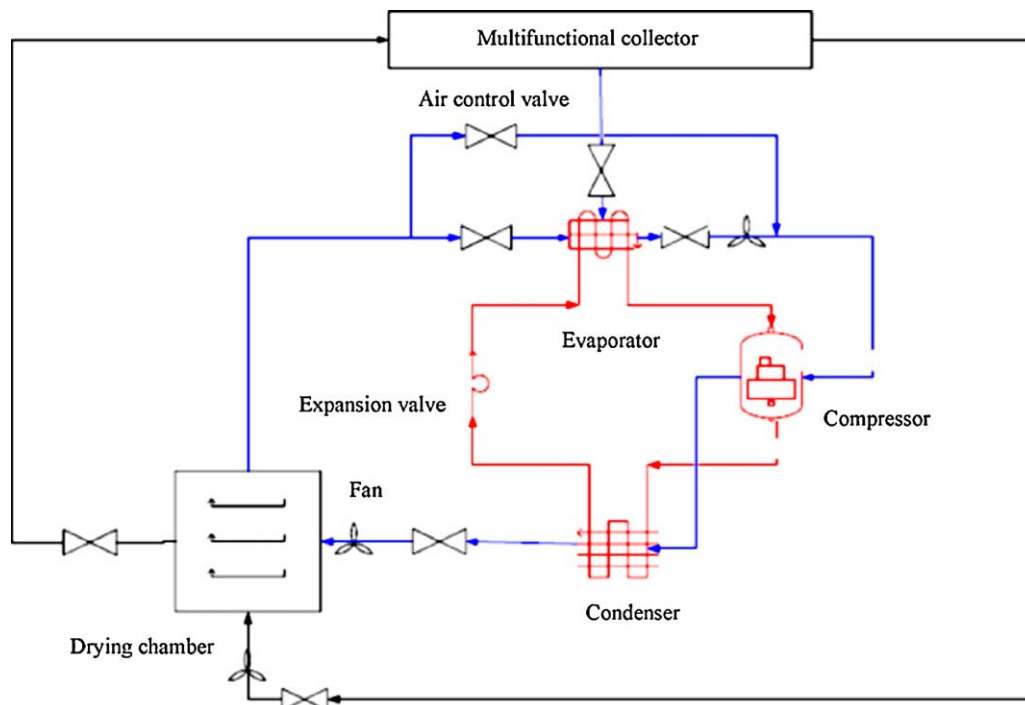 Multifunctional collector
Air control valve
Evaporator
Expansion valve
Compressor
Fan
Condenser
Drying chamber